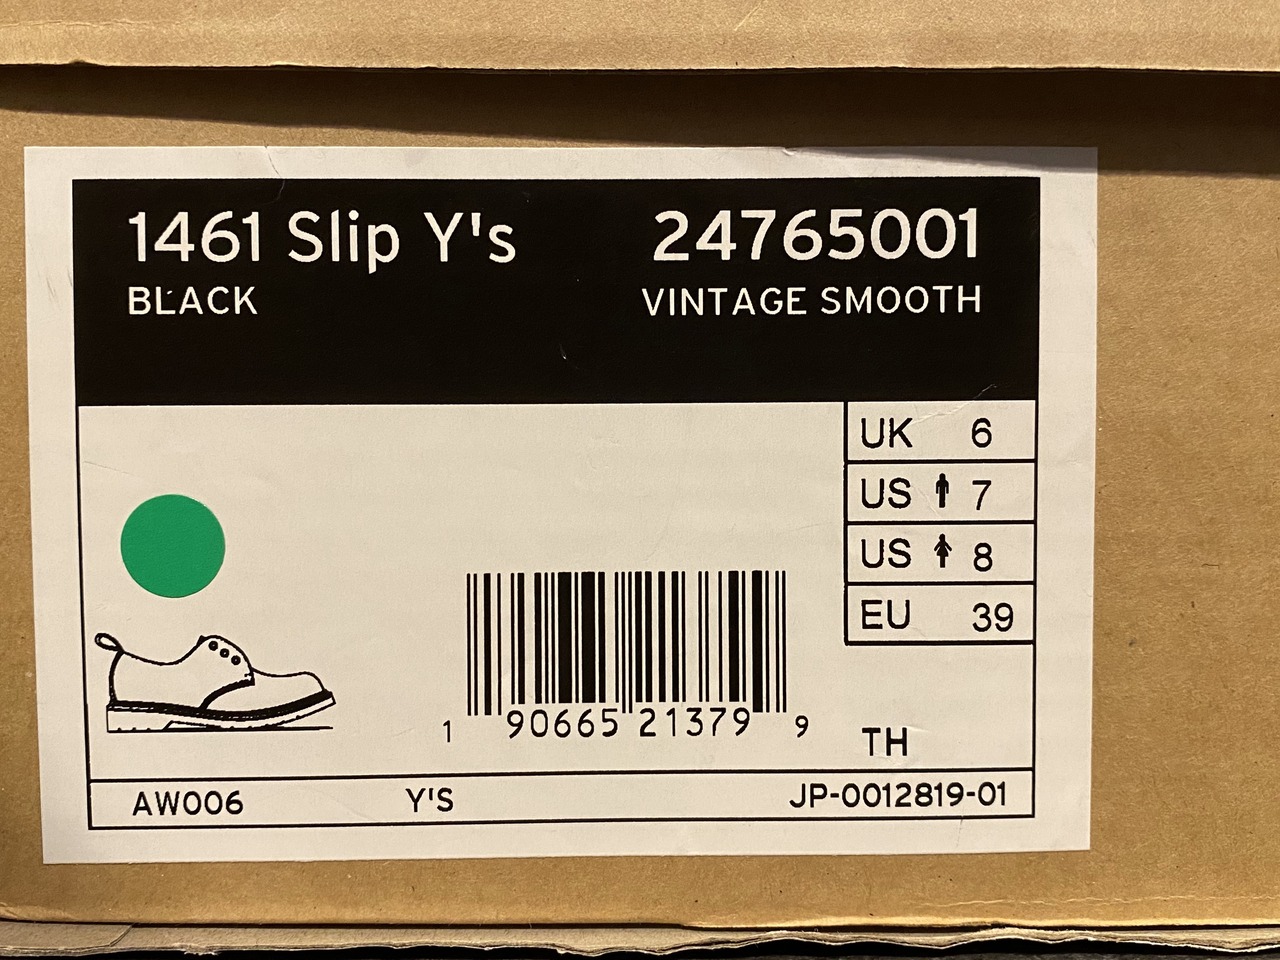 1461 Slip Y's 24765001
BLACK VINTAGE SMOOTH
UK 6
US 7
US 8
EU 39
1 90665 21379 9
TH
AW006 Y'S JP-0012819-01